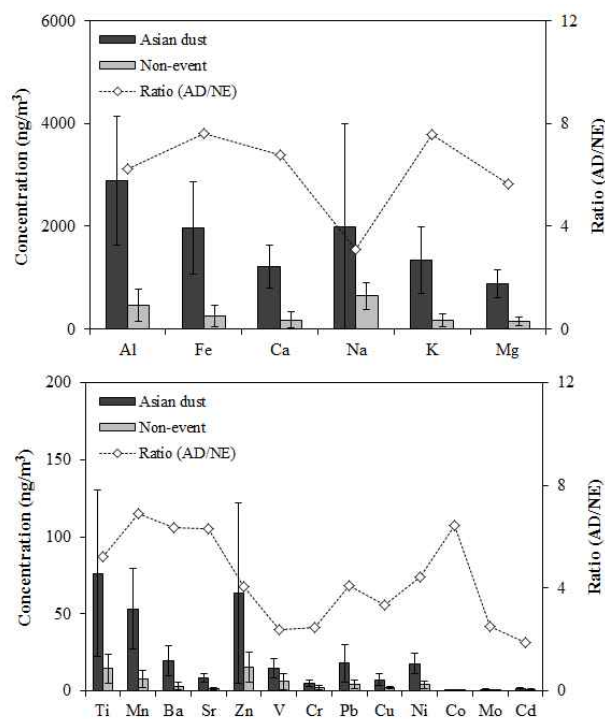 6000
4000
2000
0
Concentration (ng/m³)
Asian dust
Non-event
Ratio (AD/NE)
12
8
4
0
Ratio (AD/NE)
Al Fe Ca Na K Mg
200
150
100
50
0
Concentration (ng/m³)
Asian dust
Non-event
Ratio (AD/NE)
12
8
4
0
Ratio (AD/NE)
Ti Mn Ba Sr Zn V Cr Pb Cu Ni Co Mo Cd